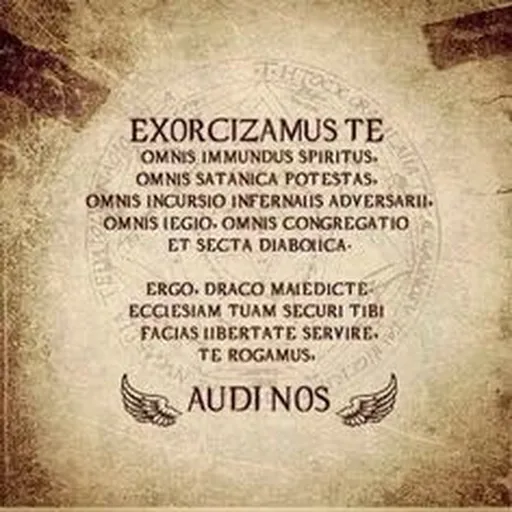 EXORCIZAMUS TE
OMNIS IMMUNDUS SPIRITUS,
OMNIS SATANICA POTESTAS,
OMNIS INCURSIO INFERNALIS ADVERSARII,
OMNIS LEGIO, OMNIS CONGREGATIO
ET SECTA DIABOLICA.
ERGO, DRACO MALEDICTE.
ECCLESIAM TUAM SECURI TIBI
FACIAS LIBERTATE SERVIRE,
TE ROGAMUS,
AUDI NOS